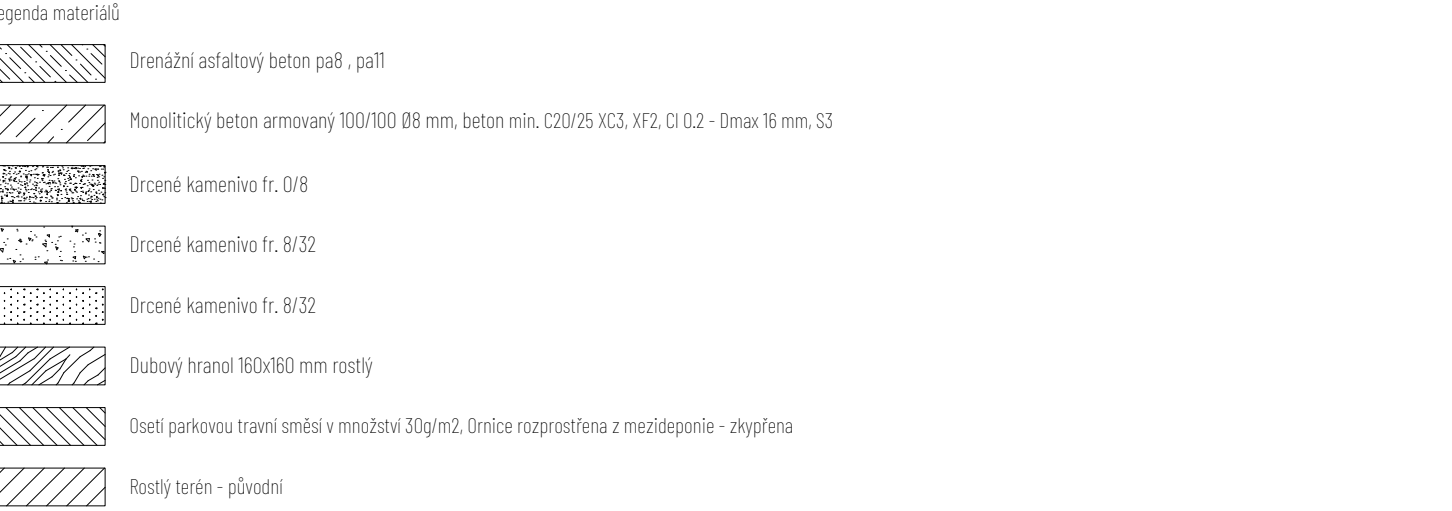 egenda materiálů
Drenážní asfaltový beton pa8 , pa11
Monolitický beton armovaný 100/100 Ø8 mm, beton min. C20/25 XC3, XF2, Cl 0.2 - Dmax 16 mm, S3
Drcené kamenivo fr. 0/8
Drcené kamenivo fr. 8/32
Drcené kamenivo fr. 8/32
Dubový hranol 160x160 mm rostlý
Osetí parkovou travní směsí v množství 30g/m2, Ornice rozprostřena z mezideponie - zkypřena
Rostlý terén - původní